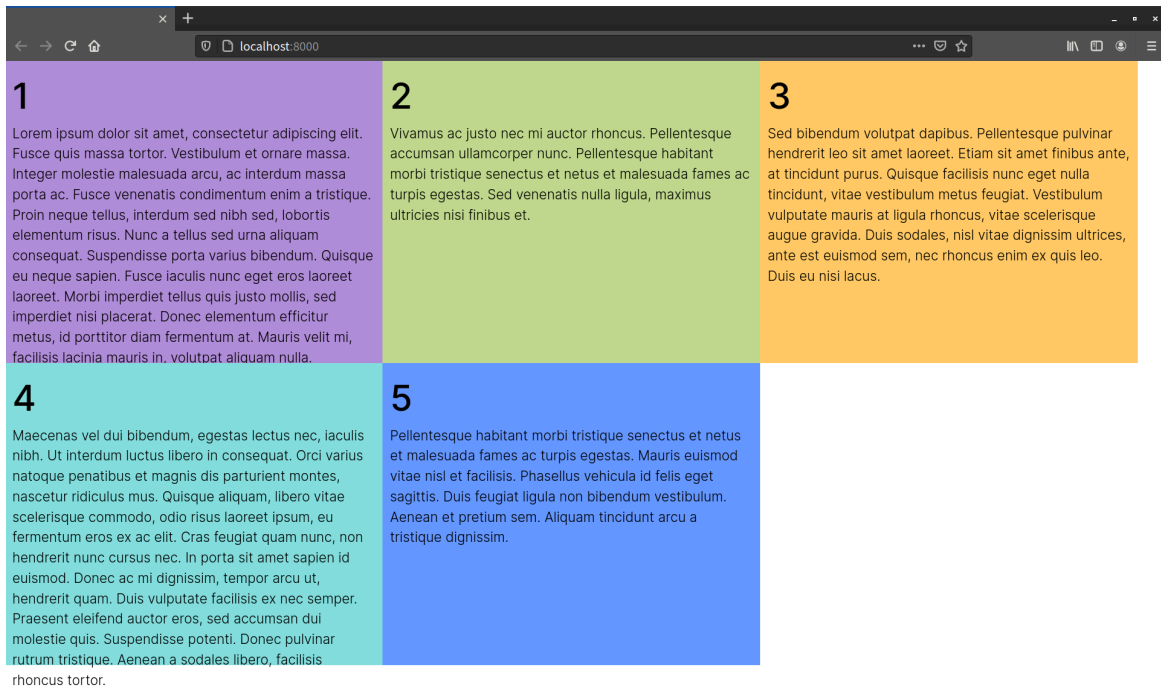 localhost:8000
1
Lorem ipsum dolor sit amet, consectetur adipiscing elit.
Fusce quis massa tortor. Vestibulum et ornare massa.
Integer molestie malesuada arcu, ac interdum massa
porta ac. Fusce venenatis condimentum enim a tristique.
Proin neque tellus, interdum sed nibh sed, lobortis
elementum risus. Nunc a tellus sed urna aliquam
consequat. Suspendisse porta varius bibendum. Quisque
eu neque sapien. Fusce iaculis nunc eget eros laoreet
laoreet. Morbi imperdiet tellus quis justo mollis, sed
imperdiet nisi placerat. Donec elementum efficitur
metus, id porttitor diam fermentum at. Mauris velit mi,
facilisis lacinia mauris in, volutpat aliquam nulla.
2
Vivamus ac justo nec mi auctor rhoncus. Pellentesque
accumsan ullamcorper nunc. Pellentesque habitant
morbi tristique senectus et netus et malesuada fames ac
turpis egestas. Sed venenatis nulla ligula, maximus
ultricies nisi finibus et.
3
Sed bibendum volutpat dapibus. Pellentesque pulvinar
hendrerit leo sit amet laoreet. Etiam sit amet finibus ante,
at tincidunt purus. Quisque facilisis nunc eget nulla
tincidunt, vitae vestibulum metus feugiat. Vestibulum
vulputate mauris at ligula rhoncus, vitae scelerisque
augue gravida. Duis sodales, nisl vitae dignissim ultrices,
ante est euismod sem, nec rhoncus enim ex quis leo.
Duis eu nisi lacus.
4
Maecenas vel dui bibendum, egestas lectus nec, iaculis
nibh. Ut interdum luctus libero in consequat. Orci varius
natoque penatibus et magnis dis parturient montes,
nascetur ridiculus mus. Quisque aliquam, libero vitae
scelerisque commodo, odio risus laoreet ipsum, eu
fermentum eros ex ac elit. Cras feugiat quam nunc, non
hendrerit nunc cursus nec. In porta sit amet sapien id
euismod. Donec ac mi dignissim, tempor arcu ut,
hendrerit quam. Duis vulputate facilisis ex nec semper.
Praesent eleifend auctor eros, sed accumsan dui
molestie quis. Suspendisse potenti. Donec pulvinar
rutrum tristique. Aenean a sodales libero, facilisis
rhoncus tortor.
5
Pellentesque habitant morbi tristique senectus et netus
et malesuada fames ac turpis egestas. Mauris euismod
vitae nisl et facilisis. Phasellus vehicula id felis eget
sagittis. Duis feugiat ligula non bibendum vestibulum.
Aenean et pretium sem. Aliquam tincidunt arcu a
tristique dignissim.